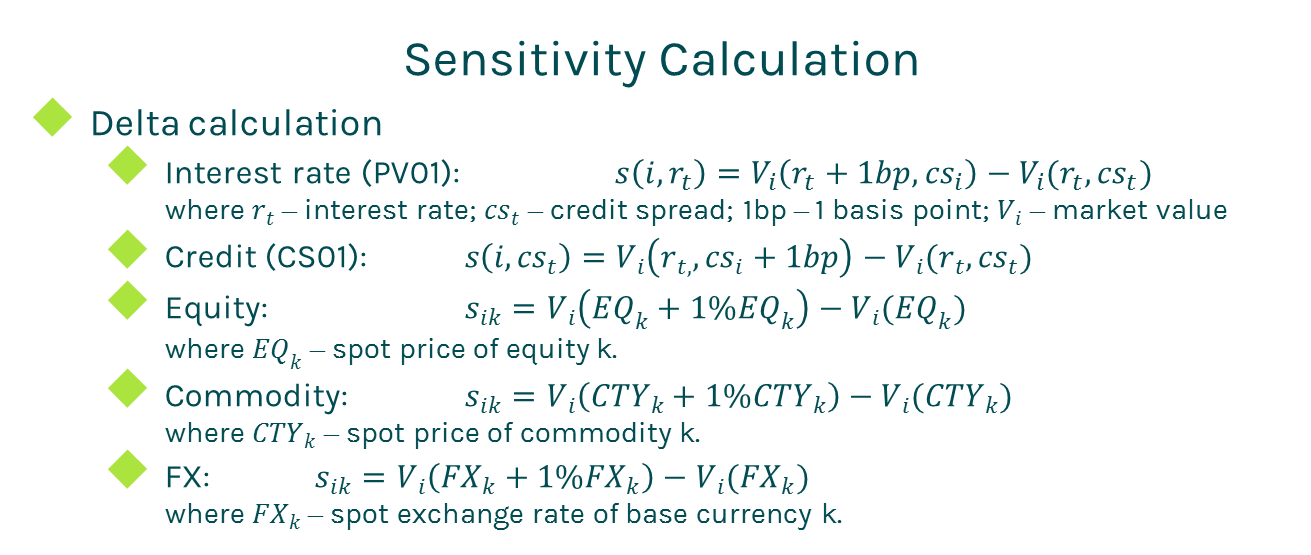 Sensitivity Calculation
Delta calculation
Interest rate (PV01): s(i, r_t) = V_i(r_t + 1bp, cs_i) − V_i(r_t, cs_t)
where r_t – interest rate; cs_t – credit spread; 1bp – 1 basis point; V_i – market value
Credit (CS01): s(i, cs_t) = V_i(r_t,, cs_i + 1bp) − V_i(r_t, cs_t)
Equity: s_ik = V_i(EQ_k + 1%EQ_k) − V_i(EQ_k)
where EQ_k – spot price of equity k.
Commodity: s_ik = V_i(CTY_k + 1%CTY_k) − V_i(CTY_k)
where CTY_k – spot price of commodity k.
FX: s_ik = V_i(FX_k + 1%FX_k) − V_i(FX_k)
where FX_k – spot exchange rate of base currency k.